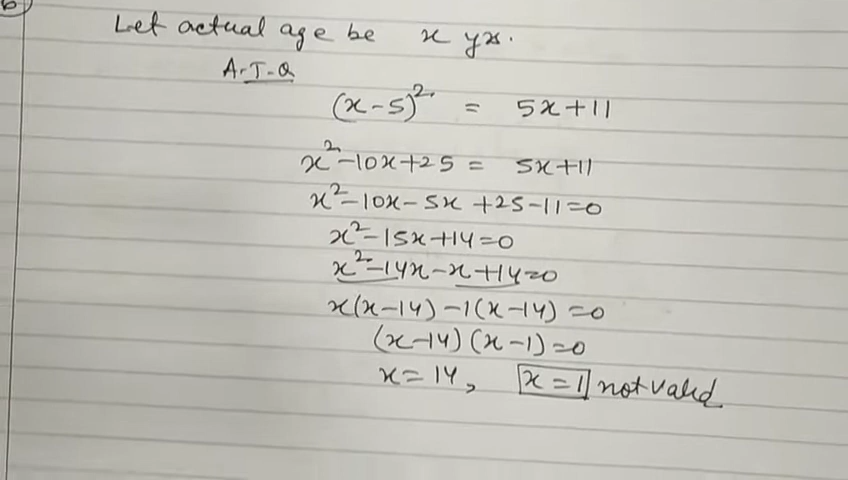 6
Let actual age be x yr.
A-T-Q
(x-5)² = 5x+11
x²-10x+25 = 5x+11
x²-10x-5x+25-11=0
x²-15x+14=0
x²-14x-x+14=0
x(x-14)-1(x-14)=0
(x-14)(x-1)=0
x=14, x=1 not valid